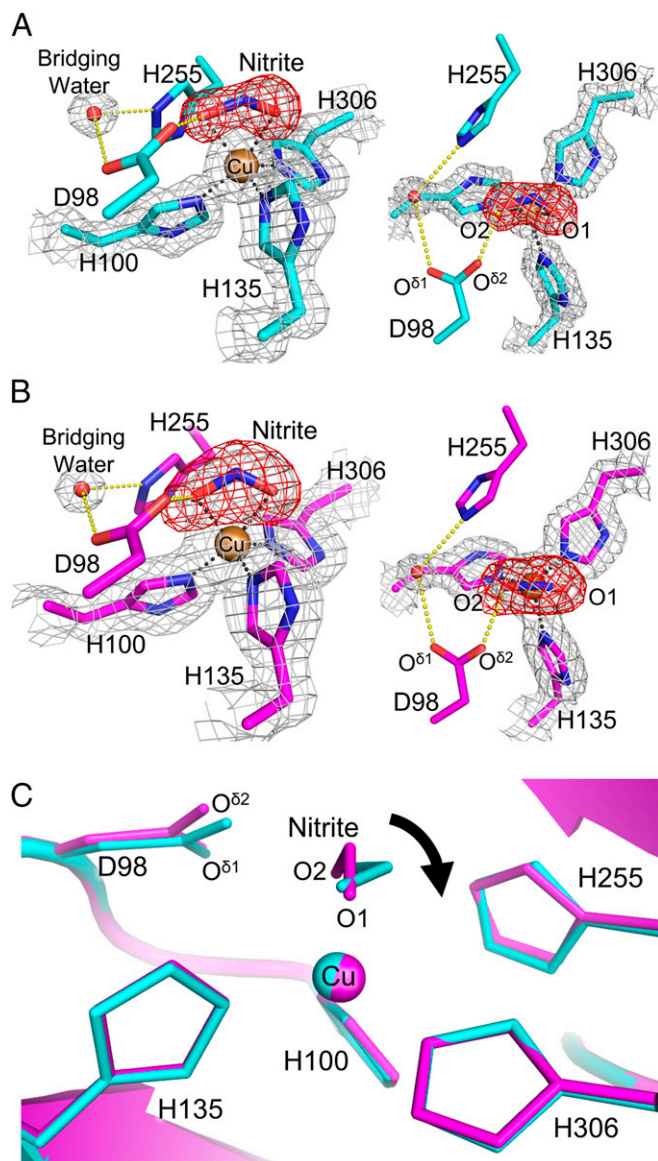 A
Bridging
Water
H255
Nitrite
H306
Cu
D98
H100
H135
H255
H306
O2
O1
Oδ1
Oδ2
D98
H135
B
Bridging
Water
H255
Nitrite
H306
Cu
D98
H100
H135
H255
H306
O2
O1
Oδ1
Oδ2
D98
H135
C
Oδ2
D98
Oδ1
Nitrite
O2
O1
H255
Cu
H100
H135
H306